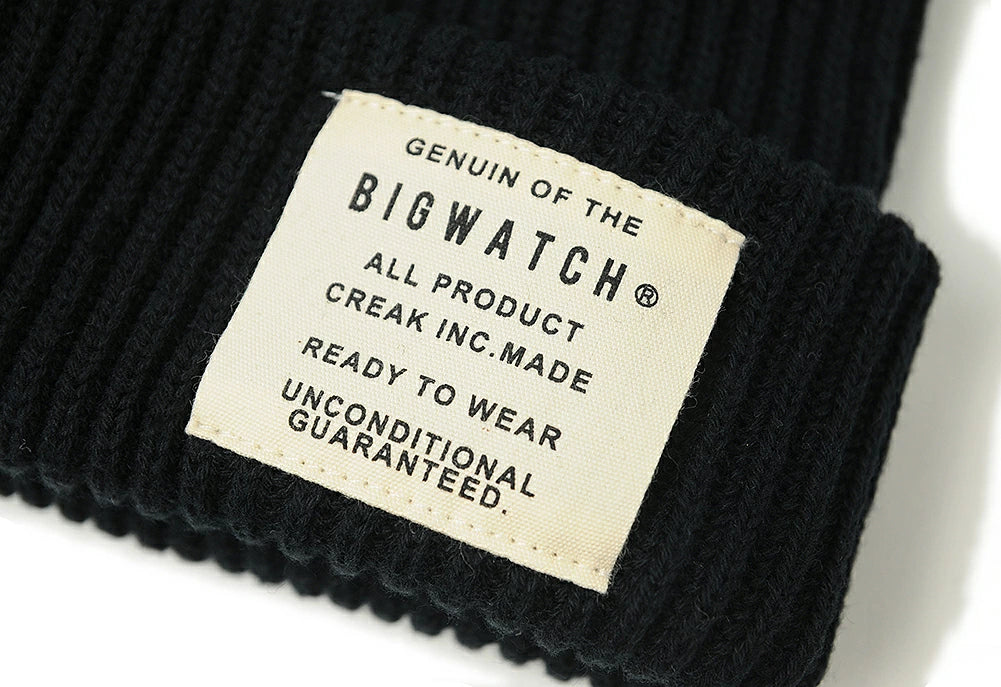 GENUIN OF THE
BIGWATCH®
ALL PRODUCT
CREAK INC.MADE
READY TO WEAR
UNCONDITIONAL
GUARANTEED.